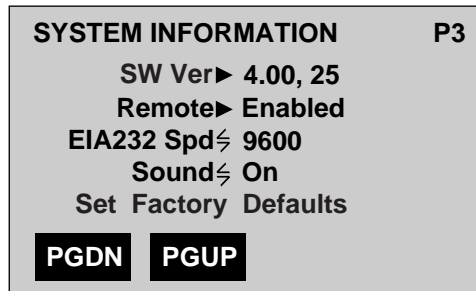 SYSTEM INFORMATION P3
SW Ver► 4.00, 25
Remote► Enabled
EIA232 Spd 9600
Sound On
Set Factory Defaults
PGDN PGUP